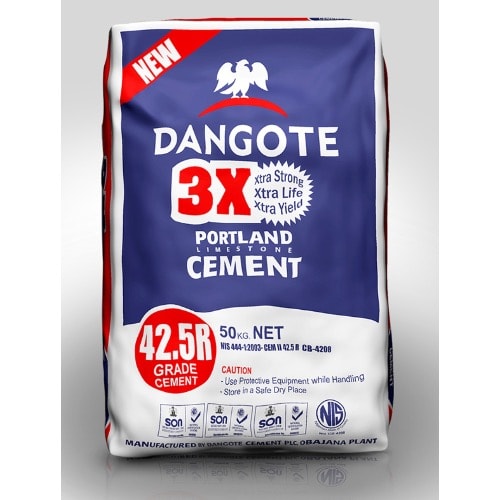 NEW
DANGOTE
3X
Xtra Strong
Xtra Life
Xtra Yield
PORTLAND
LIMESTONE
CEMENT
42.5R
GRADE
CEMENT
50KG. NET
NIS 444-1:2003- CEM II 42.5 R CB-4208
CAUTION
- Use Protective Equipment while Handling
- Store in a Safe Dry Place
SON
SON
SON
NIS
MANUFACTURED BY DANGOTE CEMENT PLC, OBAJANA PLANT